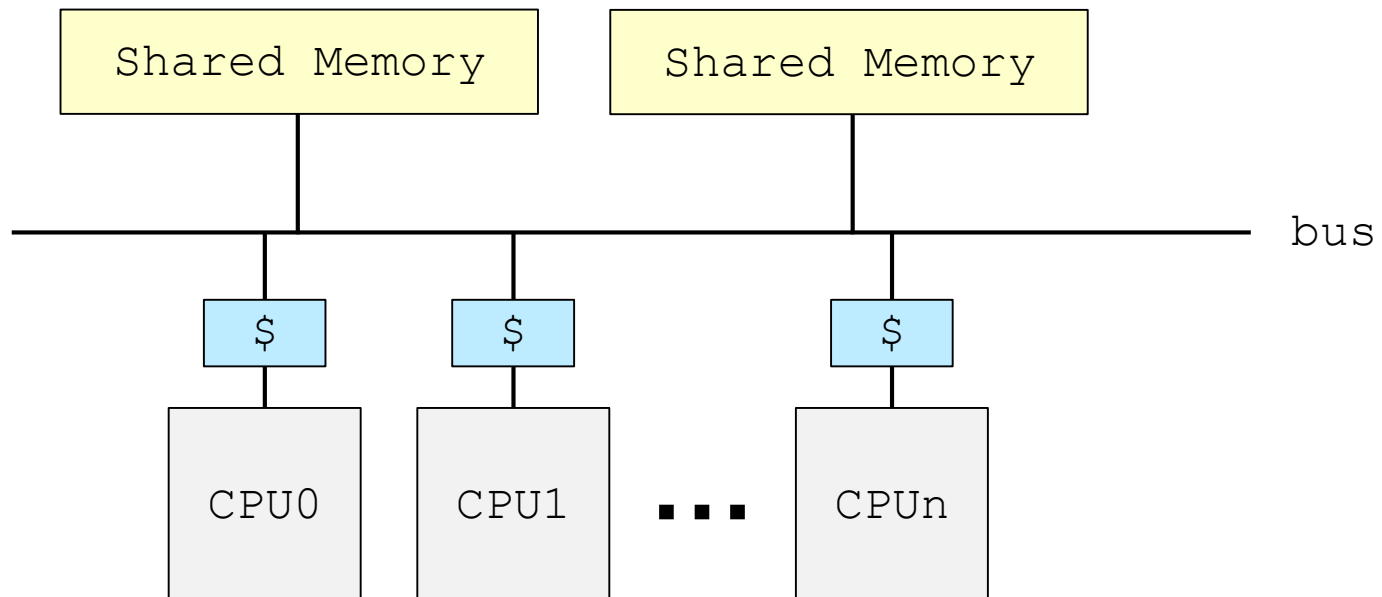 Shared Memory
Shared Memory
bus
$
$
$
CPU0
CPU1
...
CPUn